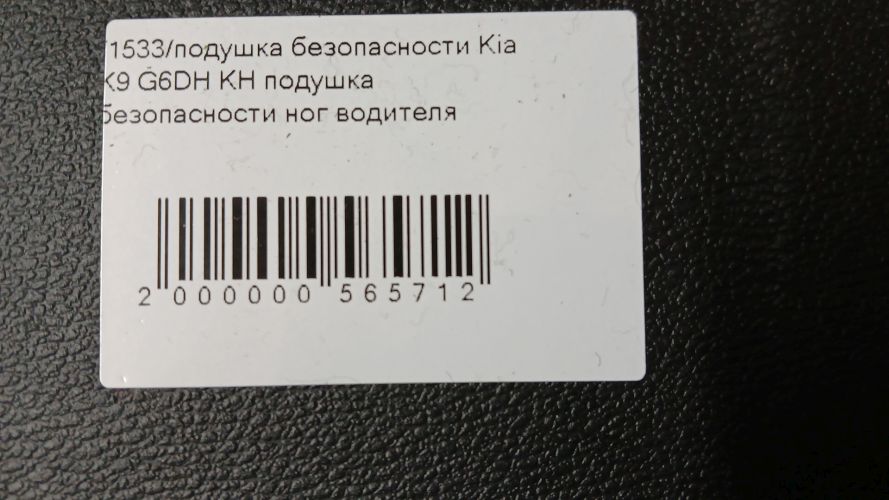 1533/подушка безопасности Kia
K9 G6DH KH подушка
безопасности ног водителя
2 000000 565712